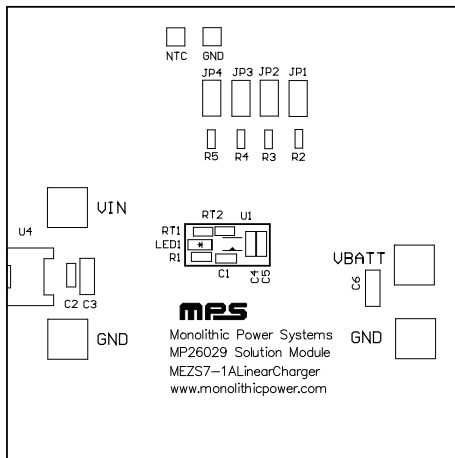 NTC GND
JP4 JP3 JP2 JP1
R5 R4 R3 R2
VIN
U4
RT2 U1
RT1
LED1
R1
C1 C4 C5
VBATT
C6
C2 C3
GND
GND
MPS
Monolithic Power Systems
MP26029 Solution Module
MEZS7-1ALinearCharger
www.monolithicpower.com